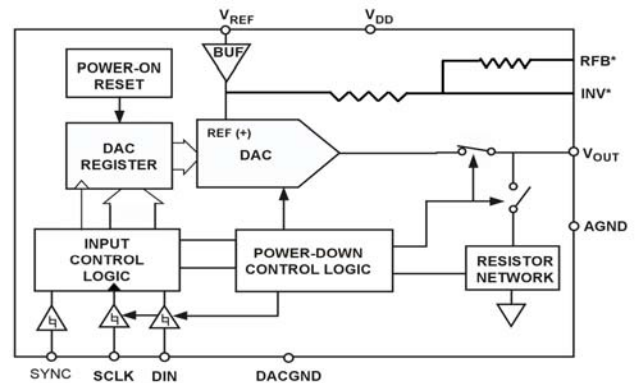 VREF
VDD
BUF
POWER-ON
RESET
RFB*
INV*
DAC
REGISTER
REF (+)
DAC
VOUT
AGND
INPUT
CONTROL
LOGIC
POWER-DOWN
CONTROL LOGIC
RESISTOR
NETWORK
SYNC
SCLK
DIN
DACGND